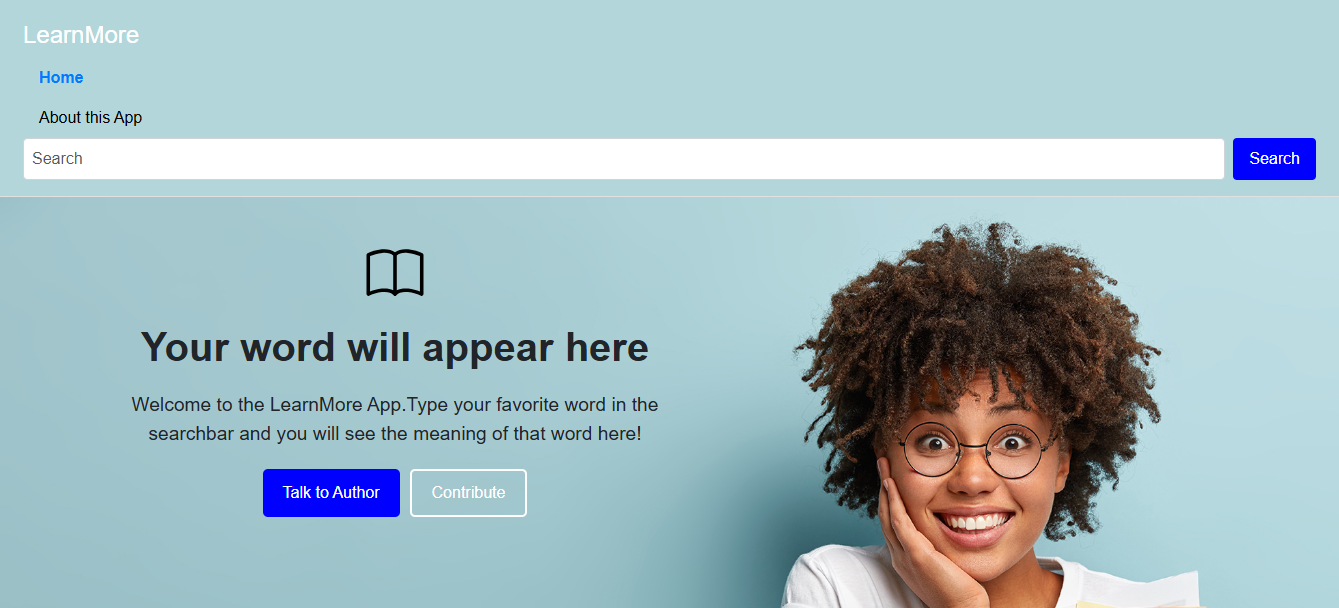 LearnMore
Home
About this App
Search
Search
Your word will appear here
Welcome to the LearnMore App.Type your favorite word in the
searchbar and you will see the meaning of that word here!
Talk to Author
Contribute